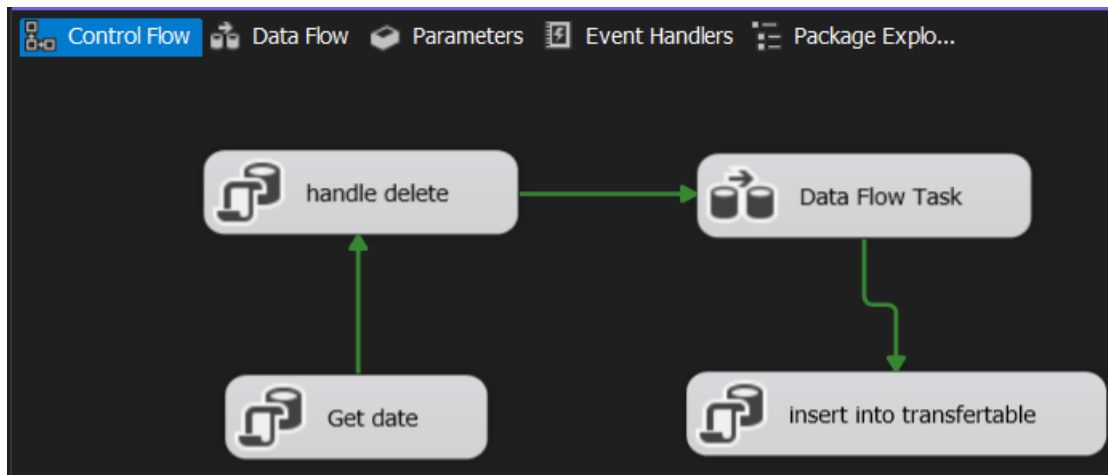 Control Flow Data Flow Parameters Event Handlers Package Explo...
handle delete
Data Flow Task
Get date
insert into transfertable